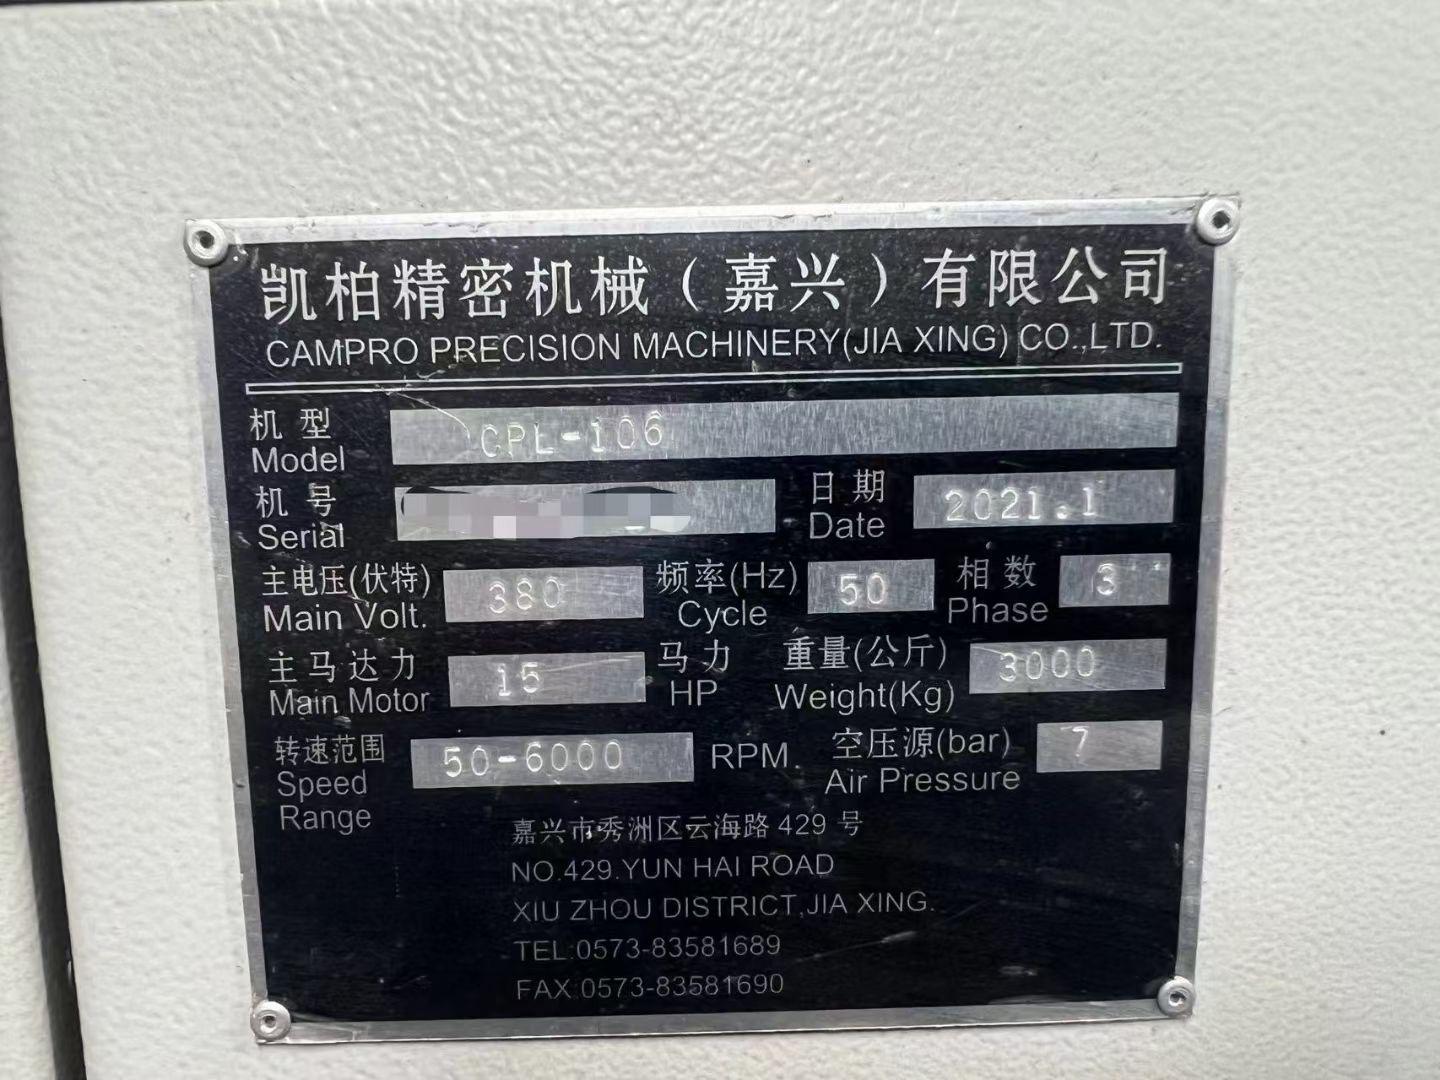 凯柏精密机械（嘉兴）有限公司
CAMPRO PRECISION MACHINERY(JIA XING) CO.,LTD.
机 型
Model CPL-106
机 号 日 期
Serial Date 2021.1
主电压(伏特) 380 频率(Hz) 50 相 数 3
Main Volt. Cycle Phase
主马达力 15 马 力 重量(公斤) 3000
Main Motor HP Weight(Kg)
转速范围 50-6000 RPM. 空压源(bar) 7
Speed Air Pressure
Range
嘉兴市秀洲区云海路 429 号
NO.429.YUN HAI ROAD
XIU ZHOU DISTRICT,JIA XING.
TEL:0573-83581689
FAX:0573-83581690